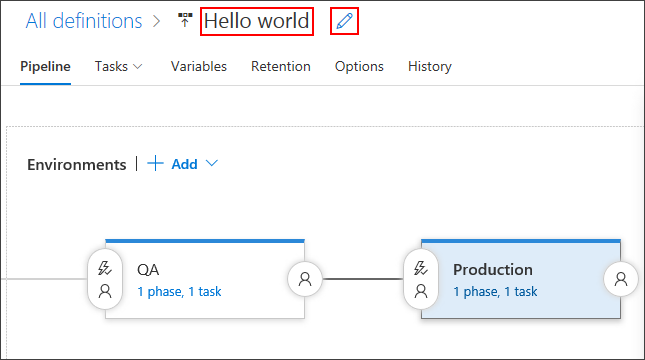 All definitions > Hello world
Pipeline Tasks Variables Retention Options History
Environments | + Add
QA
1 phase, 1 task
Production
1 phase, 1 task